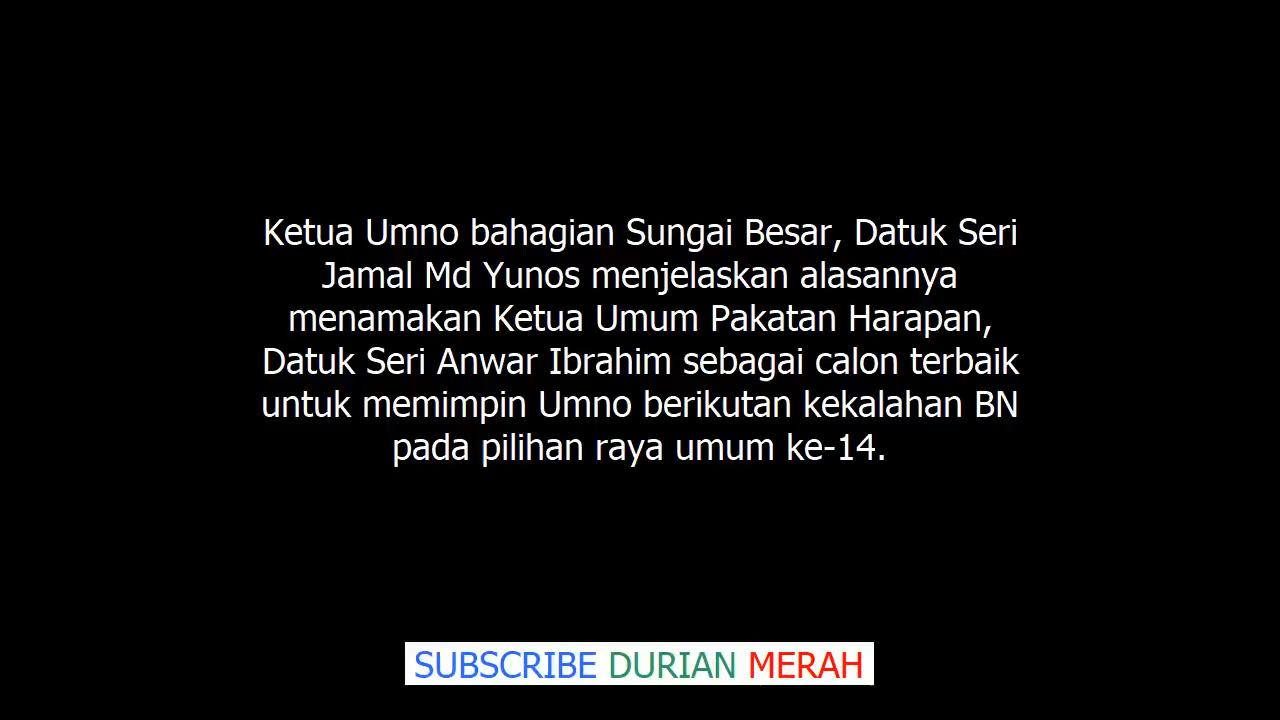 Ketua Umno bahagian Sungai Besar, Datuk Seri
Jamal Md Yunos menjelaskan alasannya
menamakan Ketua Umum Pakatan Harapan,
Datuk Seri Anwar Ibrahim sebagai calon terbaik
untuk memimpin Umno berikutan kekalahan BN
pada pilihan raya umum ke-14.
SUBSCRIBE DURIAN MERAH